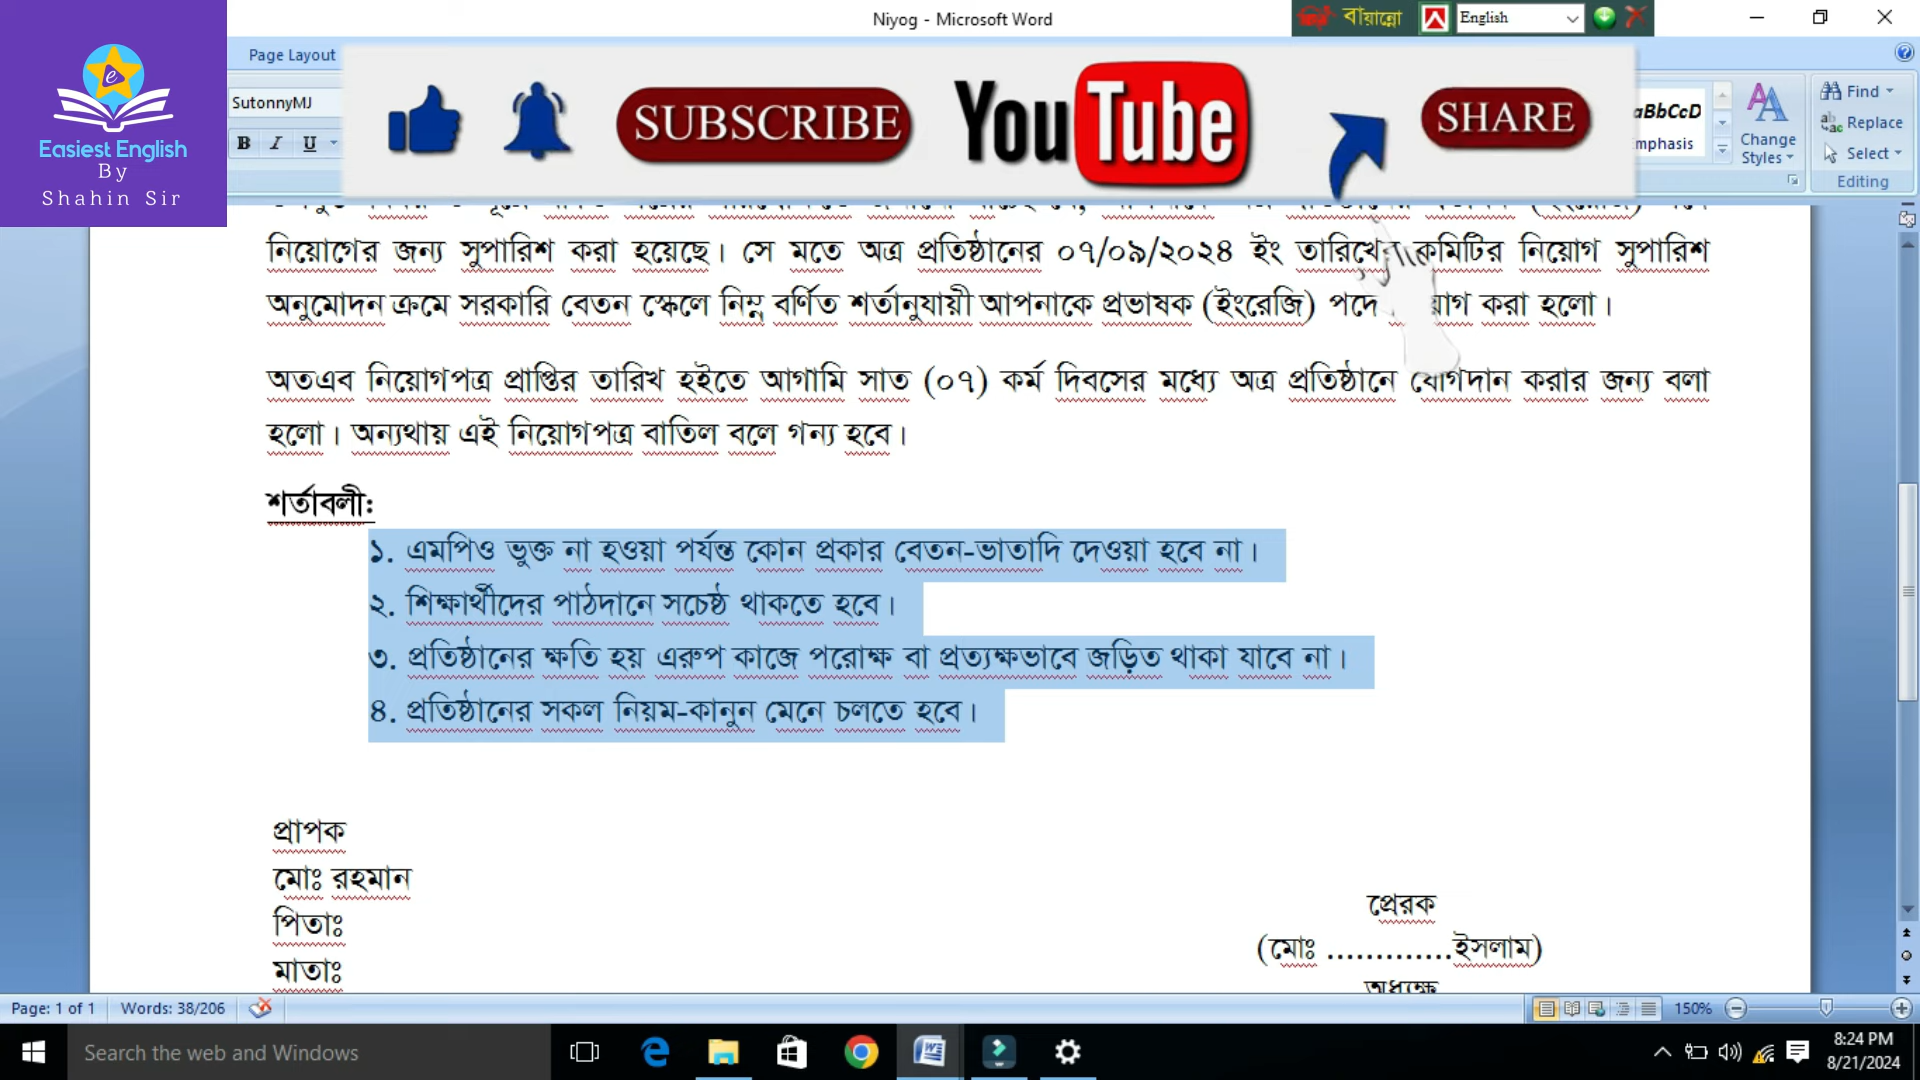 Niyog - Microsoft Word
বায়ান্নো
English
Page Layout
Easiest English
By
Shahin Sir
SutonnyMJ
B I U
SUBSCRIBE
YouTube
SHARE
aBbCcD
mphasis
Change
Styles
Find
Replace
Select
Editing
নিয়োগের জন্য সুপারিশ করা হয়েছে। সে মতে অত্র প্রতিষ্ঠানের ০৭/০৯/২০২৪ ইং তারিখের কমিটির নিয়োগ সুপারিশ
অনুমোদন ক্রমে সরকারি বেতন স্কেলে নিম্ন বর্ণিত শর্তানুযায়ী আপনাকে প্রভাষক (ইংরেজি) পদে করা হলো।
অতএব নিয়োগপত্র প্রাপ্তির তারিখ হইতে আগামি সাত (০৭) কর্ম দিবসের মধ্যে অত্র প্রতিষ্ঠানে যোগদান করার জন্য বলা
হলো। অন্যথায় এই নিয়োগপত্র বাতিল বলে গন্য হবে।
শর্তাবলী:
১. এমপিও ভুক্ত না হওয়া পর্যন্ত কোন প্রকার বেতন-ভাতাদি দেওয়া হবে না।
২. শিক্ষার্থীদের পাঠদানে সচেষ্ঠ থাকতে হবে।
৩. প্রতিষ্ঠানের ক্ষতি হয় এরুপ কাজে পরোক্ষ বা প্রত্যক্ষভাবে জড়িত থাকা যাবে না।
৪. প্রতিষ্ঠানের সকল নিয়ম-কানুন মেনে চলতে হবে।
প্রাপক
মোঃ রহমান
পিতাঃ
মাতাঃ
প্রেরক
(মোঃ .............ইসলাম)
অধ্যক্ষ
Page: 1 of 1
Words: 38/206
150%
Search the web and Windows
8:24 PM
8/21/2024